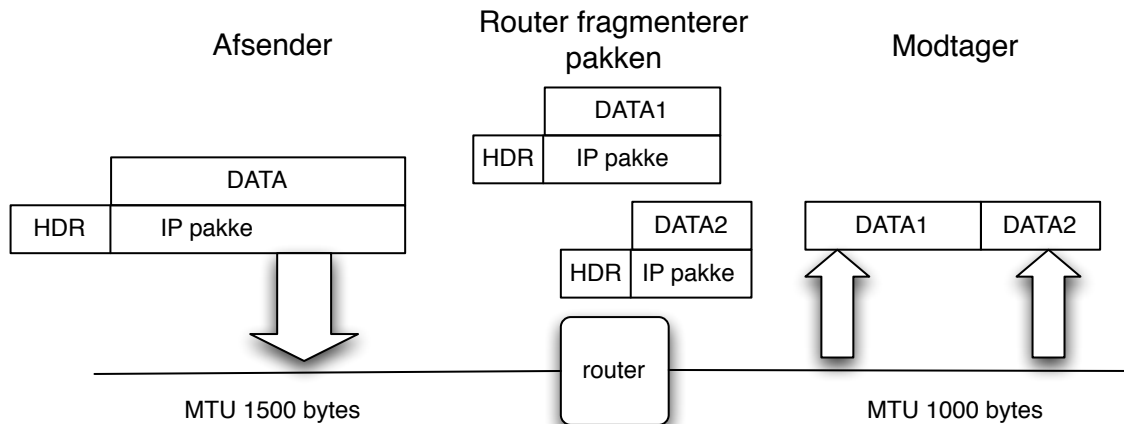 Afsender
Router fragmenterer
pakken
Modtager
DATA
HDR IP pakke
DATA1
HDR IP pakke
DATA2
HDR IP pakke
DATA1 DATA2
router
MTU 1500 bytes
MTU 1000 bytes